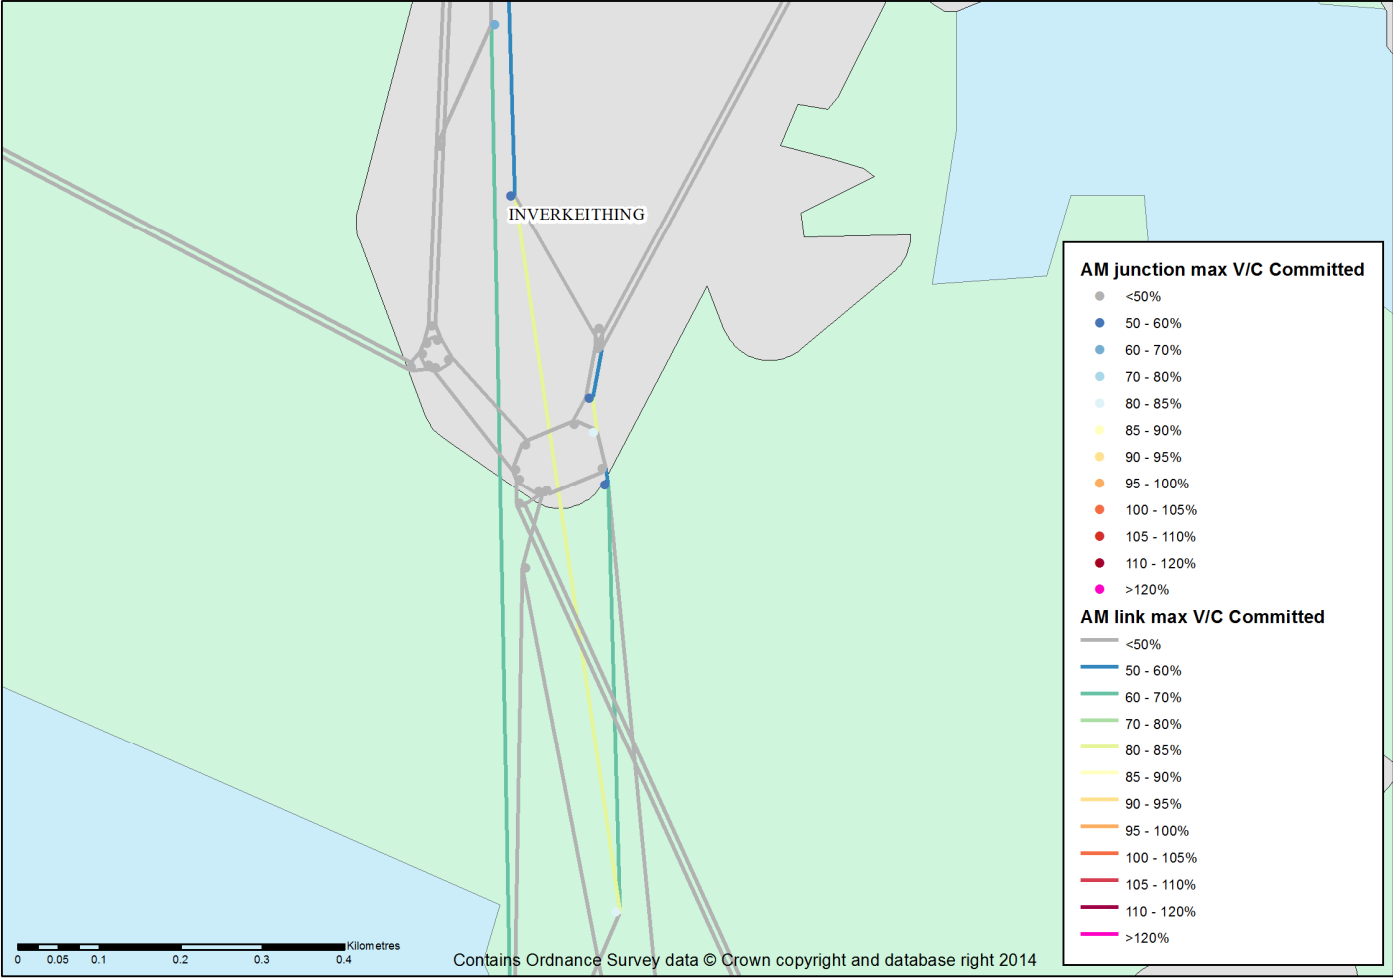 INVERKEITHING
AM junction max V/C Committed
<50%
50 - 60%
60 - 70%
70 - 80%
80 - 85%
85 - 90%
90 - 95%
95 - 100%
100 - 105%
105 - 110%
110 - 120%
>120%
AM link max V/C Committed
<50%
50 - 60%
60 - 70%
70 - 80%
80 - 85%
85 - 90%
90 - 95%
95 - 100%
100 - 105%
105 - 110%
110 - 120%
>120%
Kilometres
0 0.05 0.1 0.2 0.3 0.4
Contains Ordnance Survey data © Crown copyright and database right 2014